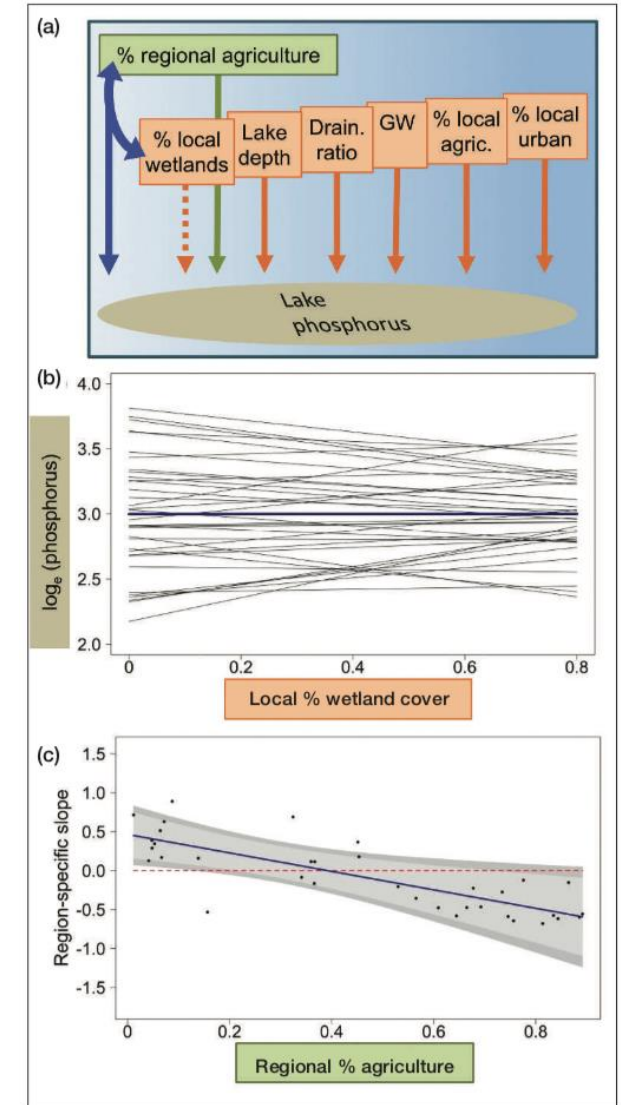 (a)
% regional agriculture
% local
wetlands
Lake
depth
Drain.
ratio
GW
% local
agric.
% local
urban
Lake
phosphorus
(b)
4.0
3.5
3.0
2.5
2.0
logₑ (phosphorus)
0
0.2
0.4
0.6
0.8
Local % wetland cover
(c)
1.5
1.0
0.5
0.0
-0.5
-1.0
-1.5
Region-specific slope
0
0.2
0.4
0.6
0.8
Regional % agriculture